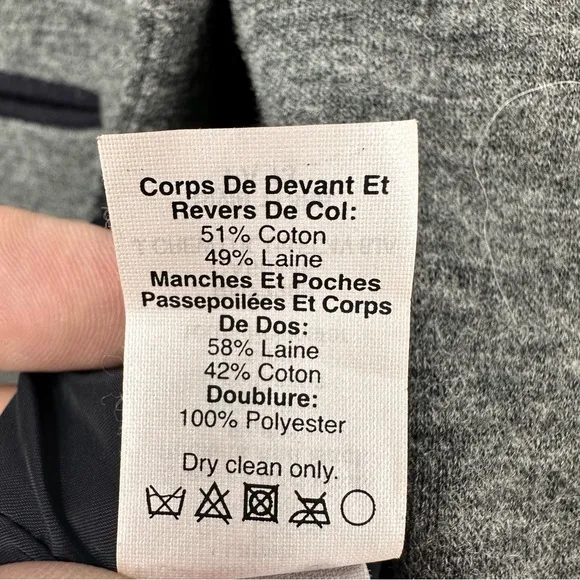 Corps De Devant Et
Revers De Col:
51% Coton
49% Laine
Manches Et Poches
Passepoilées Et Corps
De Dos:
58% Laine
42% Coton
Doublure:
100% Polyester
Dry clean only.